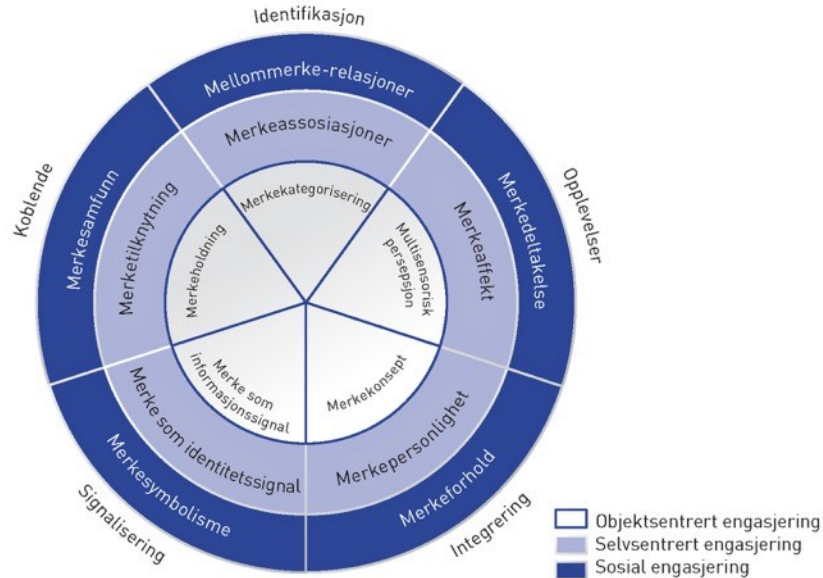 Identifikasjon
Mellommerke-relasjoner
Merkeassosiasjoner
Merkekategorisering
Opplevelser
Merkedeltakelse
Merkeaffekt
Multisensorisk
persepsjon
Integrering
Merkeforhold
Merkepersonlighet
Merkekonsept
Signalisering
Merkesymbolisme
Merke som identitetssignal
Merke som
informasjonssignal
Koblende
Merkesamfunn
Merketilknytning
Merkeholdning
Objektsentrert engasjering
Selvsentrert engasjering
Sosial engasjering